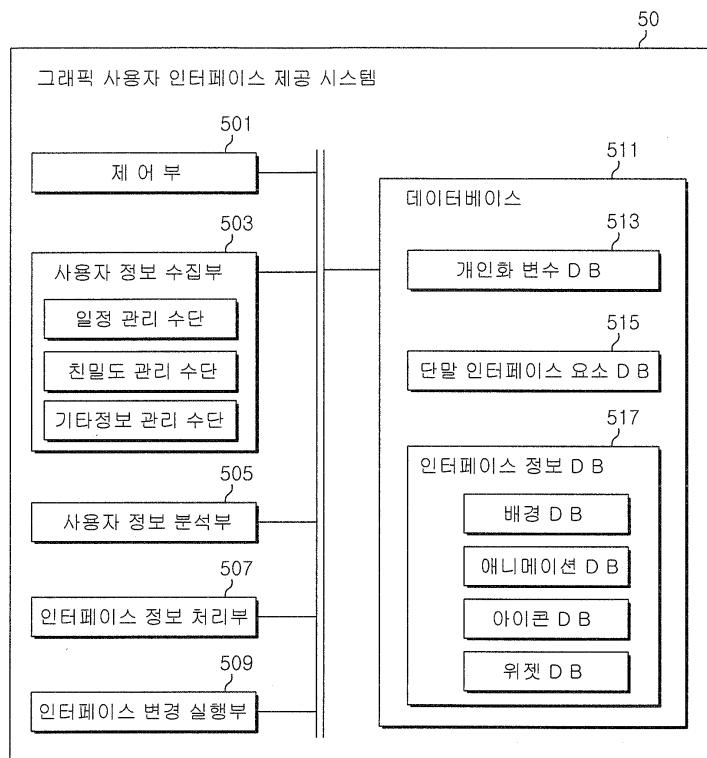 50
그래픽 사용자 인터페이스 제공 시스템
501
제 어 부
503
사용자 정보 수집부
일정 관리 수단
친밀도 관리 수단
기타정보 관리 수단
505
사용자 정보 분석부
507
인터페이스 정보 처리부
509
인터페이스 변경 실행부
511
데이터베이스
513
개인화 변수 D B
515
단말 인터페이스 요소 D B
517
인터페이스 정보 D B
배경 D B
애니메이션 D B
아이콘 D B
위젯 D B